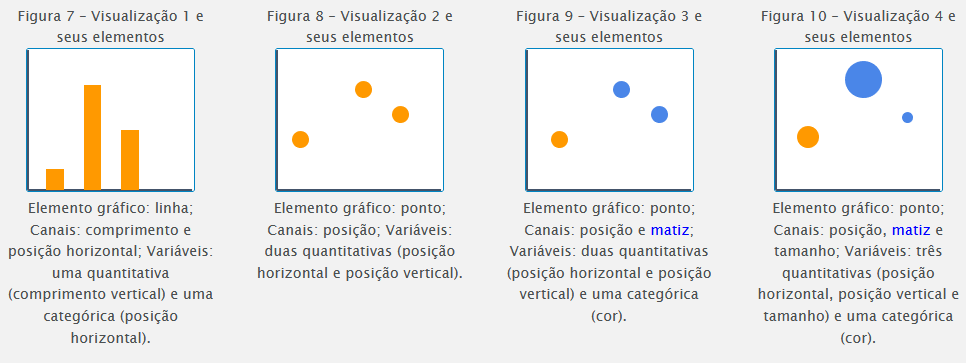 Figura 7 – Visualização 1 e
seus elementos
Elemento gráfico: linha;
Canais: comprimento e
posição horizontal; Variáveis:
uma quantitativa
(comprimento vertical) e uma
categórica (posição
horizontal).
Figura 8 – Visualização 2 e
seus elementos
Elemento gráfico: ponto;
Canais: posição; Variáveis:
duas quantitativas (posição
horizontal e posição vertical).
Figura 9 – Visualização 3 e
seus elementos
Elemento gráfico: ponto;
Canais: posição e matiz;
Variáveis: duas quantitativas
(posição horizontal e posição
vertical) e uma categórica
(cor).
Figura 10 – Visualização 4 e
seus elementos
Elemento gráfico: ponto;
Canais: posição, matiz e
tamanho; Variáveis: três
quantitativas (posição
horizontal, posição vertical e
tamanho) e uma categórica
(cor).